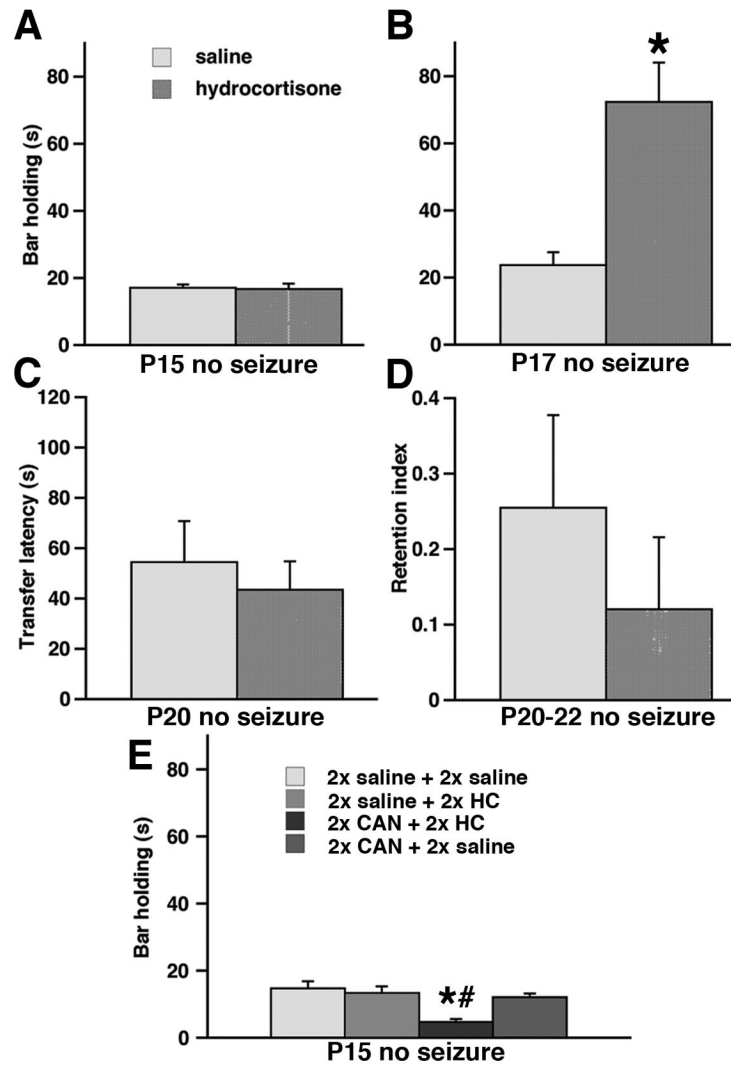 A
Bar holding (s)
80
60
40
20
0
saline
hydrocortisone
P15 no seizure
B
80
60
40
20
0
*
P17 no seizure
C
Transfer latency (s)
120
100
80
60
40
20
0
P20 no seizure
D
Retention index
0.4
0.3
0.2
0.1
0
P20-22 no seizure
E
Bar holding (s)
80
60
40
20
0
2x saline + 2x saline
2x saline + 2x HC
2x CAN + 2x HC
2x CAN + 2x saline
*#
P15 no seizure